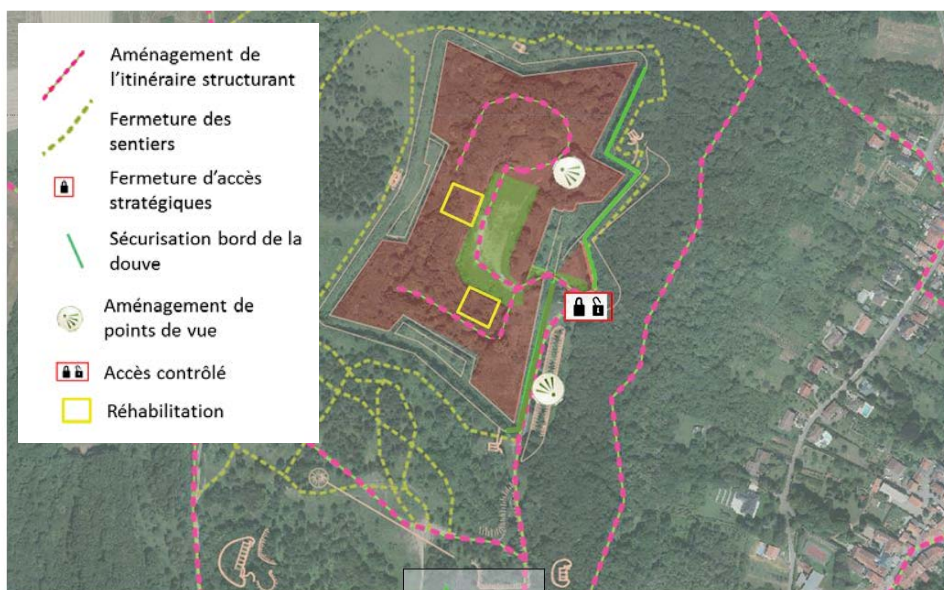 Aménagement de
l'itinéraire structurant
Fermeture des
sentiers
Fermeture d'accès
stratégiques
Sécurisation bord de la
douve
Aménagement de
points de vue
Accès contrôlé
Réhabilitation